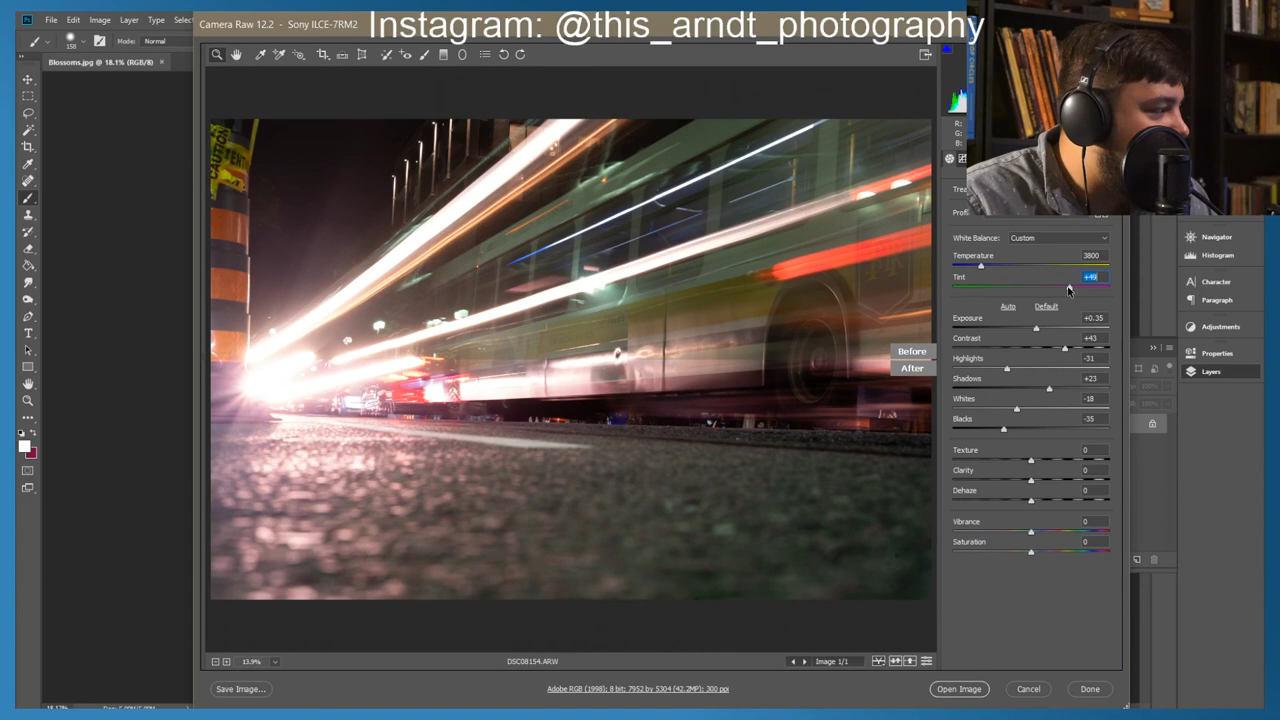 Instagram: @this_arndt_photography
Ps File Edit Image Layer Type
Camera Raw 12.2 - Sony ILCE-7RM2
158 Mode: Normal
Blossoms.jpg @ 18.1% (RGB/8) ×
CAUTION
R:
G:
B:
White Balance: Custom
Temperature 3800
Tint +49
Auto Default
Exposure +0.35
Contrast +43
Highlights -31
Shadows +23
Whites -18
Blacks -35
Texture 0
Clarity 0
Dehaze 0
Vibrance 0
Saturation 0
Before
After
Navigator
Histogram
Character
Paragraph
Adjustments
Properties
Layers
13.9%
DSC08154.ARW
Image 1/1
Save Image...
Adobe RGB (1998); 8 bit; 7952 by 5304 (42.2MP); 300 ppi
Open Image
Cancel
Done